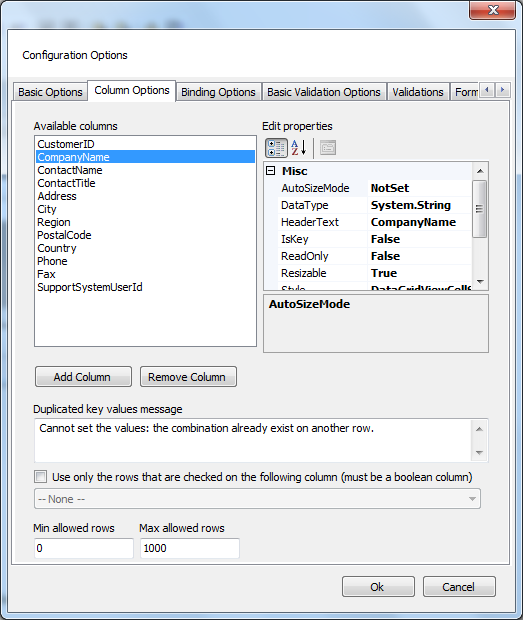 Configuration Options
Basic Options Column Options Binding Options Basic Validation Options Validations Form
Available columns
CustomerID
CompanyName
ContactName
ContactTitle
Address
City
Region
PostalCode
Country
Phone
Fax
SupportSystemUserId
Edit properties
Misc
AutoSizeMode NotSet
DataType System.String
HeaderText CompanyName
IsKey False
ReadOnly False
Resizable True
Style DataGridViewCellS
AutoSizeMode
Add Column Remove Column
Duplicated key values message
Cannot set the values: the combination already exist on another row.
Use only the rows that are checked on the following column (must be a boolean column)
-- None --
Min allowed rows Max allowed rows
0 1000
Ok Cancel